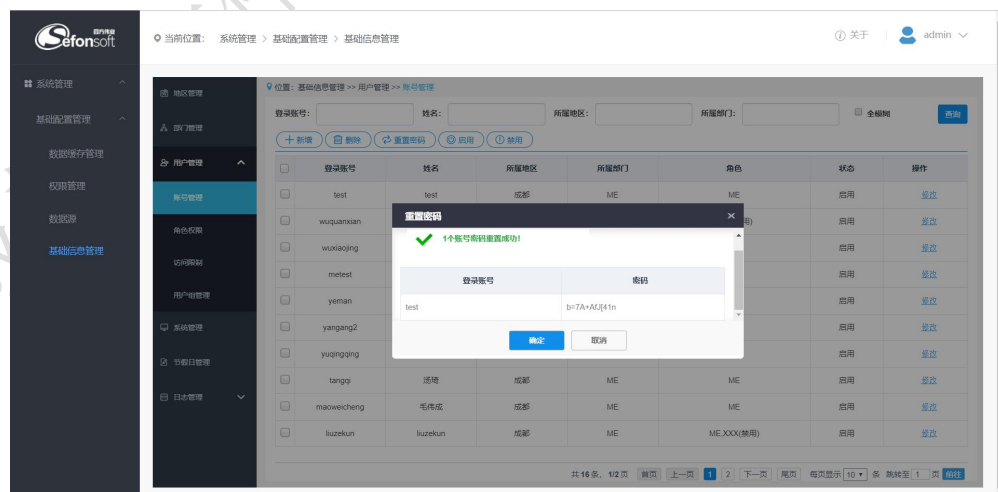 Sefonsoft 四方伟业
当前位置: 系统管理 > 基础配置管理 > 基础信息管理
关于 admin
系统管理
基础配置管理
数据缓存管理
权限管理
数据源
基础信息管理
地区管理
部门管理
用户管理
账号管理
角色权限
访问限制
用户组管理
系统管理
节假日管理
日志管理
位置: 基础信息管理 >> 用户管理 >> 账号管理
登录账号: 姓名: 所属地区: 所属部门: 全模糊 查询
新增 删除 重置密码 启用 禁用
登录账号 姓名 所属地区 所属部门 角色 状态 操作
test test 成都 ME ME 启用 修改
wuquanxian 用) 启用 修改
wuxiaojing 启用 修改
metest 启用 修改
yeman 启用 修改
yangang2 启用 修改
yuqingqing 启用 修改
tangqi 汤琦 成都 ME ME 启用 修改
maoweicheng 毛伟成 成都 ME ME 启用 修改
liuzekun liuzekun 成都 ME ME,XXX(禁用) 启用 修改
重置密码 ×
1个账号密码重置成功!
登录账号 密码
test b=7A+A(J[41n
确定 取消
共16条, 1/2页 首页 上一页 1 2 下一页 尾页 每页显示 10 条 跳转至 1 页 前往